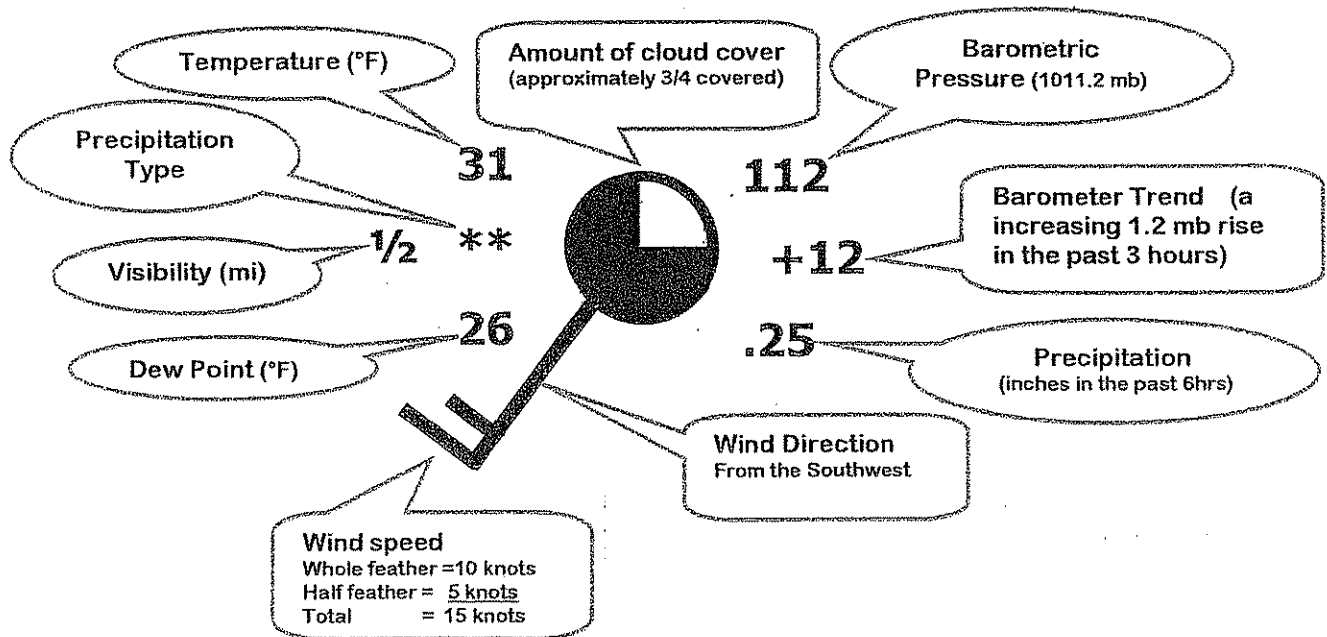 Temperature (°F)
Amount of cloud cover
(approximately 3/4 covered)
Barometric
Pressure (1011.2 mb)
Precipitation
Type
31
112
Barometer Trend (a
increasing 1.2 mb rise
in the past 3 hours)
Visibility (mi)
½ **
+12
Dew Point (°F)
26
.25
Precipitation
(inches in the past 6hrs)
Wind Direction
From the Southwest
Wind speed
Whole feather =10 knots
Half feather = 5 knots
Total = 15 knots